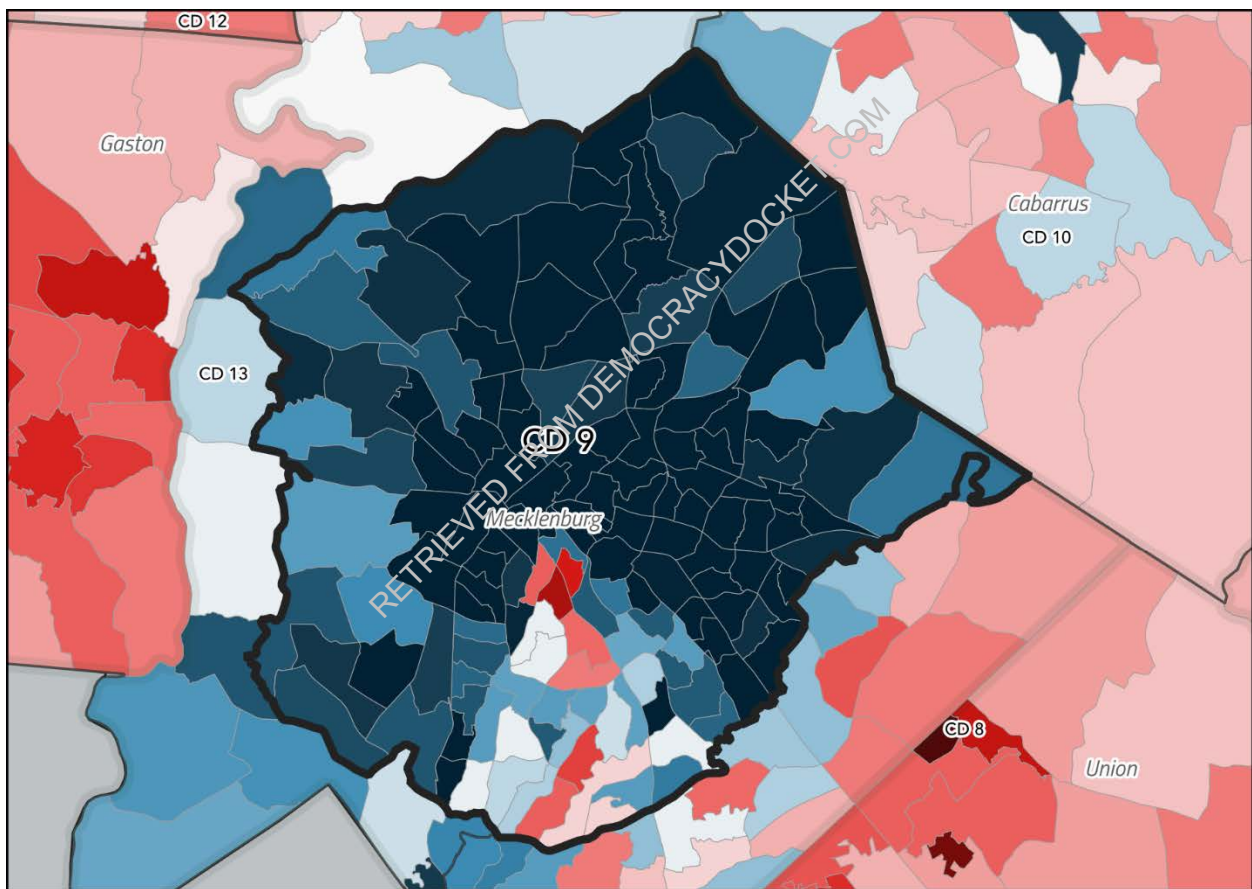 CD 12
Gaston
Cabarrus
CD 10
CD 13
CD 9
Mecklenburg
CD 8
Union
RETRIEVED FROM DEMOCRACYDOCKET.COM